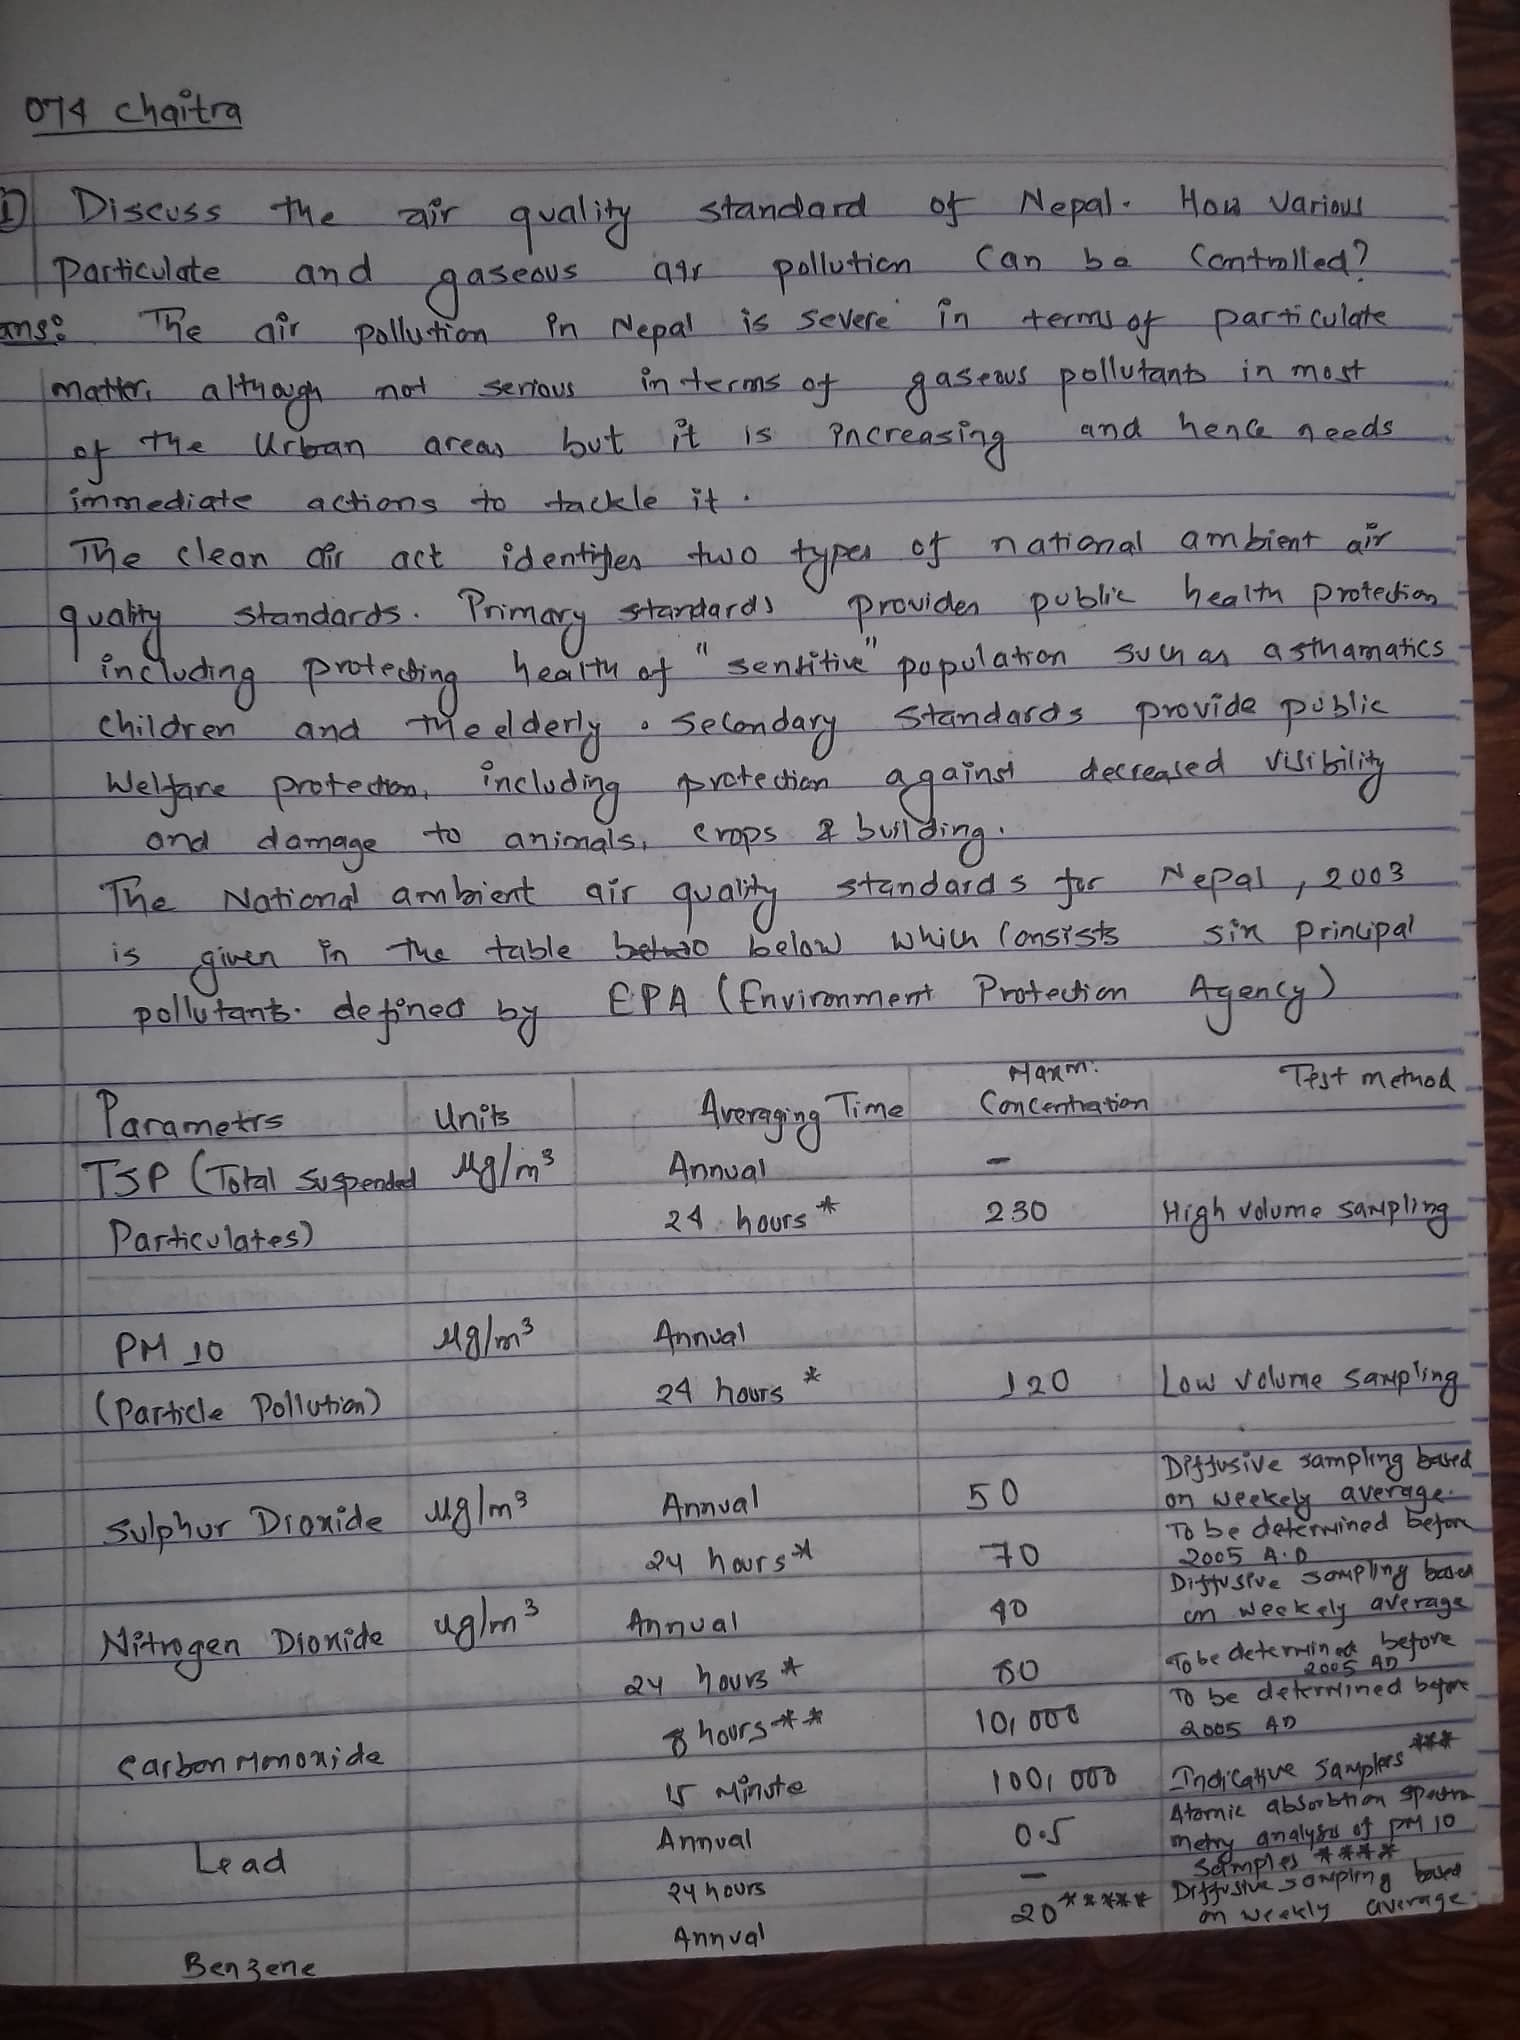 074 Chaitra
1) Discuss the air quality standard of Nepal. How various
particulate and gaseous air pollution can be controlled?
ans: The air pollution in Nepal is severe in terms of particulate
matter, although not serious in terms of gaseous pollutants in most
of the urban areas but it is increasing and hence needs
immediate actions to tackle it.
The clean air act identifies two types of national ambient air
quality standards. Primary standards provides public health protection
including protecting health of "sensitive" population such as asthamatics
children and the elderly. Secondary standards provide public
Welfare protection, including protection against decreased visibility
and damage to animals, crops & building.
The National ambient air quality standards for Nepal, 2003
is given in the table below which consists six principal
pollutants. defined by EPA (Environment Protection Agency)
Parametrs Units Averaging Time Maxm. Concentration Test method
TSP (Total Suspended µg/m³ Annual -
Particulates) 24 hours * 230 High volume sampling
PM 10 µg/m³ Annual
(Particle Pollution) 24 hours * 120 Low volume sampling
Diffusive sampling based
Sulphur Dioxide µg/m³ Annual 50 on weekely average.
To be determined before
24 hours* 70 2005 A.D
Diffusive sampling based
Nitrogen Dioxide ug/m³ Annual 40 on weekely average
24 hours * 80 To be determined before
2005 AD
8 hours ** 10,000 To be determined before
2005 AD
Carbon Monoxide
15 Minute 100,000 Indicative Samplers ***
Annual 0.5 Atomic absorbtion spectro
Lead metry analysis of PM 10
24 hours - Samples ****
Annual 20***** Diffusive sampling based
Benzene on weekly average